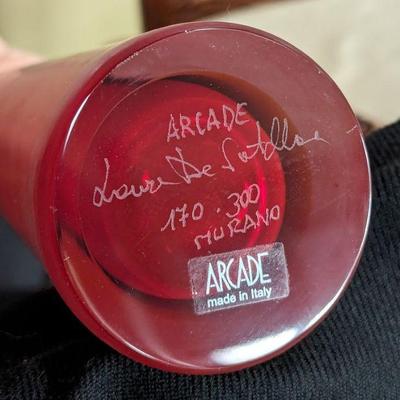 ARCADE
Laura De Santillana
170 - 300
MURANO
ARCADE
made in Italy